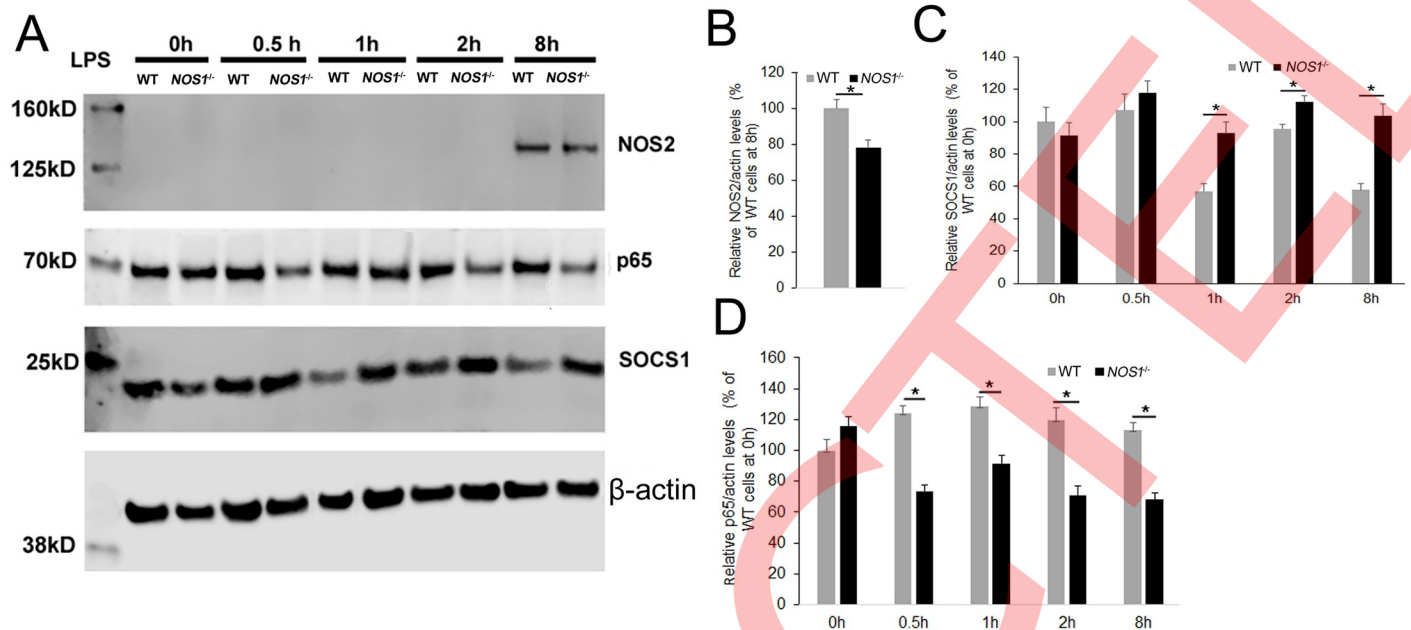 A
LPS
0h
0.5 h
1h
2h
8h
WT
NOS1-/-
WT
NOS1-/-
WT
NOS1-/-
WT
NOS1-/-
WT
NOS1-/-
160kD
125kD
NOS2
70kD
p65
25kD
SOCS1
β-actin
38kD
B
Relative NOS2/actin levels (%
of WT cells at 8h)
120
100
80
60
40
20
0
WT
NOS1-/-
*
C
Relative SOCS1/actin levels (% of
WT cells at 0h)
140
120
100
80
60
40
20
0
WT
NOS1-/-
*
*
*
0h
0.5h
1h
2h
8h
D
Relative p65/actin levels (% of
WT cells at 0h)
160
140
120
100
80
60
40
20
0
WT
NOS1-/-
*
*
*
*
0h
0.5h
1h
2h
8h